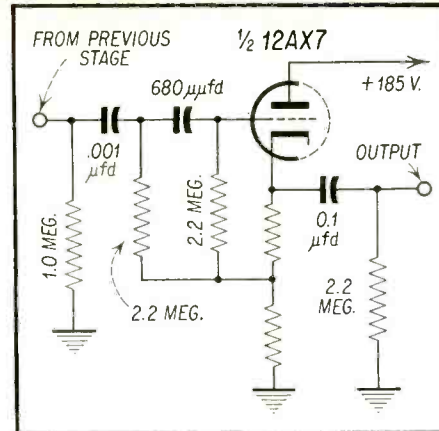 FROM PREVIOUS
STAGE
½ 12AX7
+185 V.
680 µµfd
.001
µfd
OUTPUT
0.1
µfd
1.0 MEG.
2.2 MEG.
2.2 MEG.
2.2
MEG.